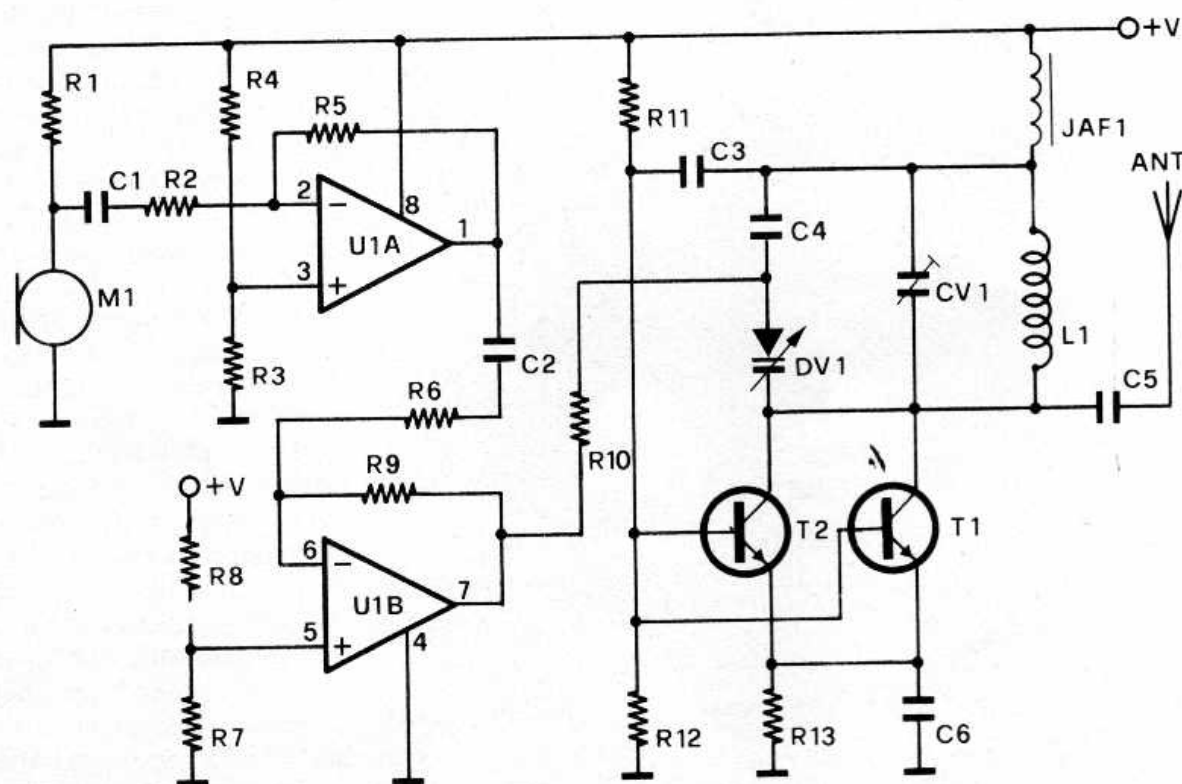 +V
R1
R4
R5
R11
JAF1
C3
ANT
C1
R2
2
−
8
1
U1A
C4
3
+
M1
CV1
L1
DV1
R3
C2
C5
R6
R10
R9
+V
T2
T1
R8
6
−
7
U1B
5
+
4
R7
R12
R13
C6